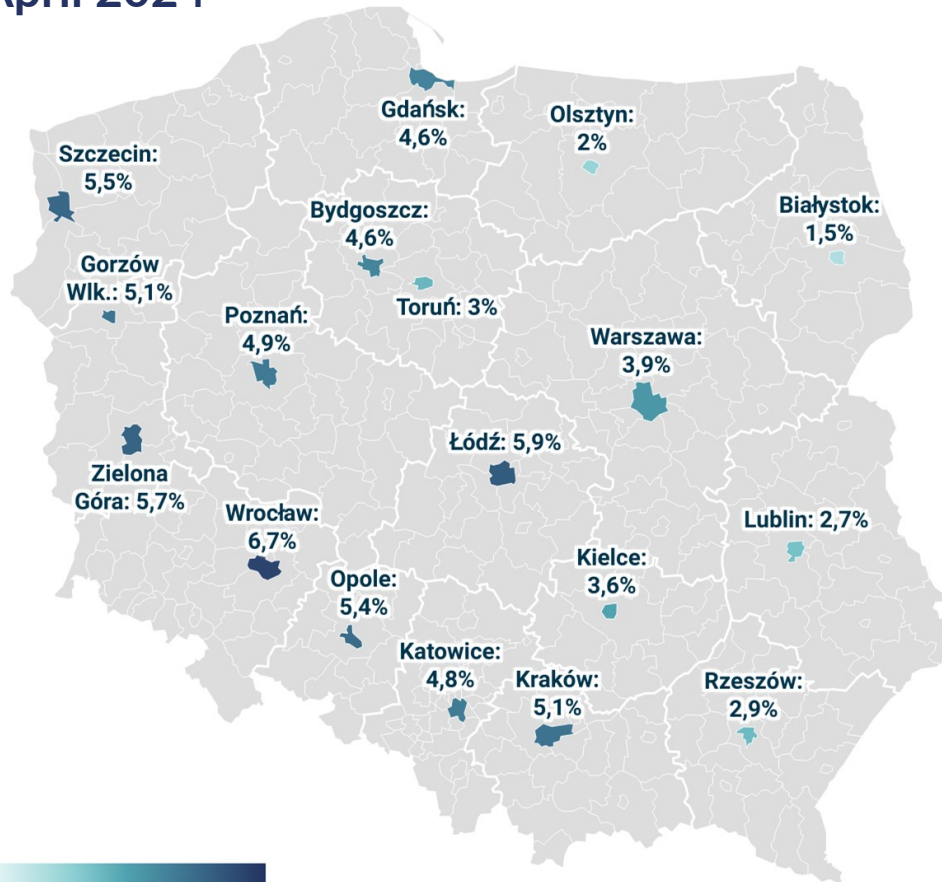 April 2024
Gdańsk:
4,6%
Olsztyn:
2%
Szczecin:
5,5%
Białystok:
1,5%
Bydgoszcz:
4,6%
Gorzów
Wlk.: 5,1%
Toruń: 3%
Poznań:
4,9%
Warszawa:
3,9%
Łódź: 5,9%
Zielona
Góra: 5,7%
Wrocław:
6,7%
Lublin: 2,7%
Kielce:
3,6%
Opole:
5,4%
Katowice:
4,8%
Kraków:
5,1%
Rzeszów:
2,9%